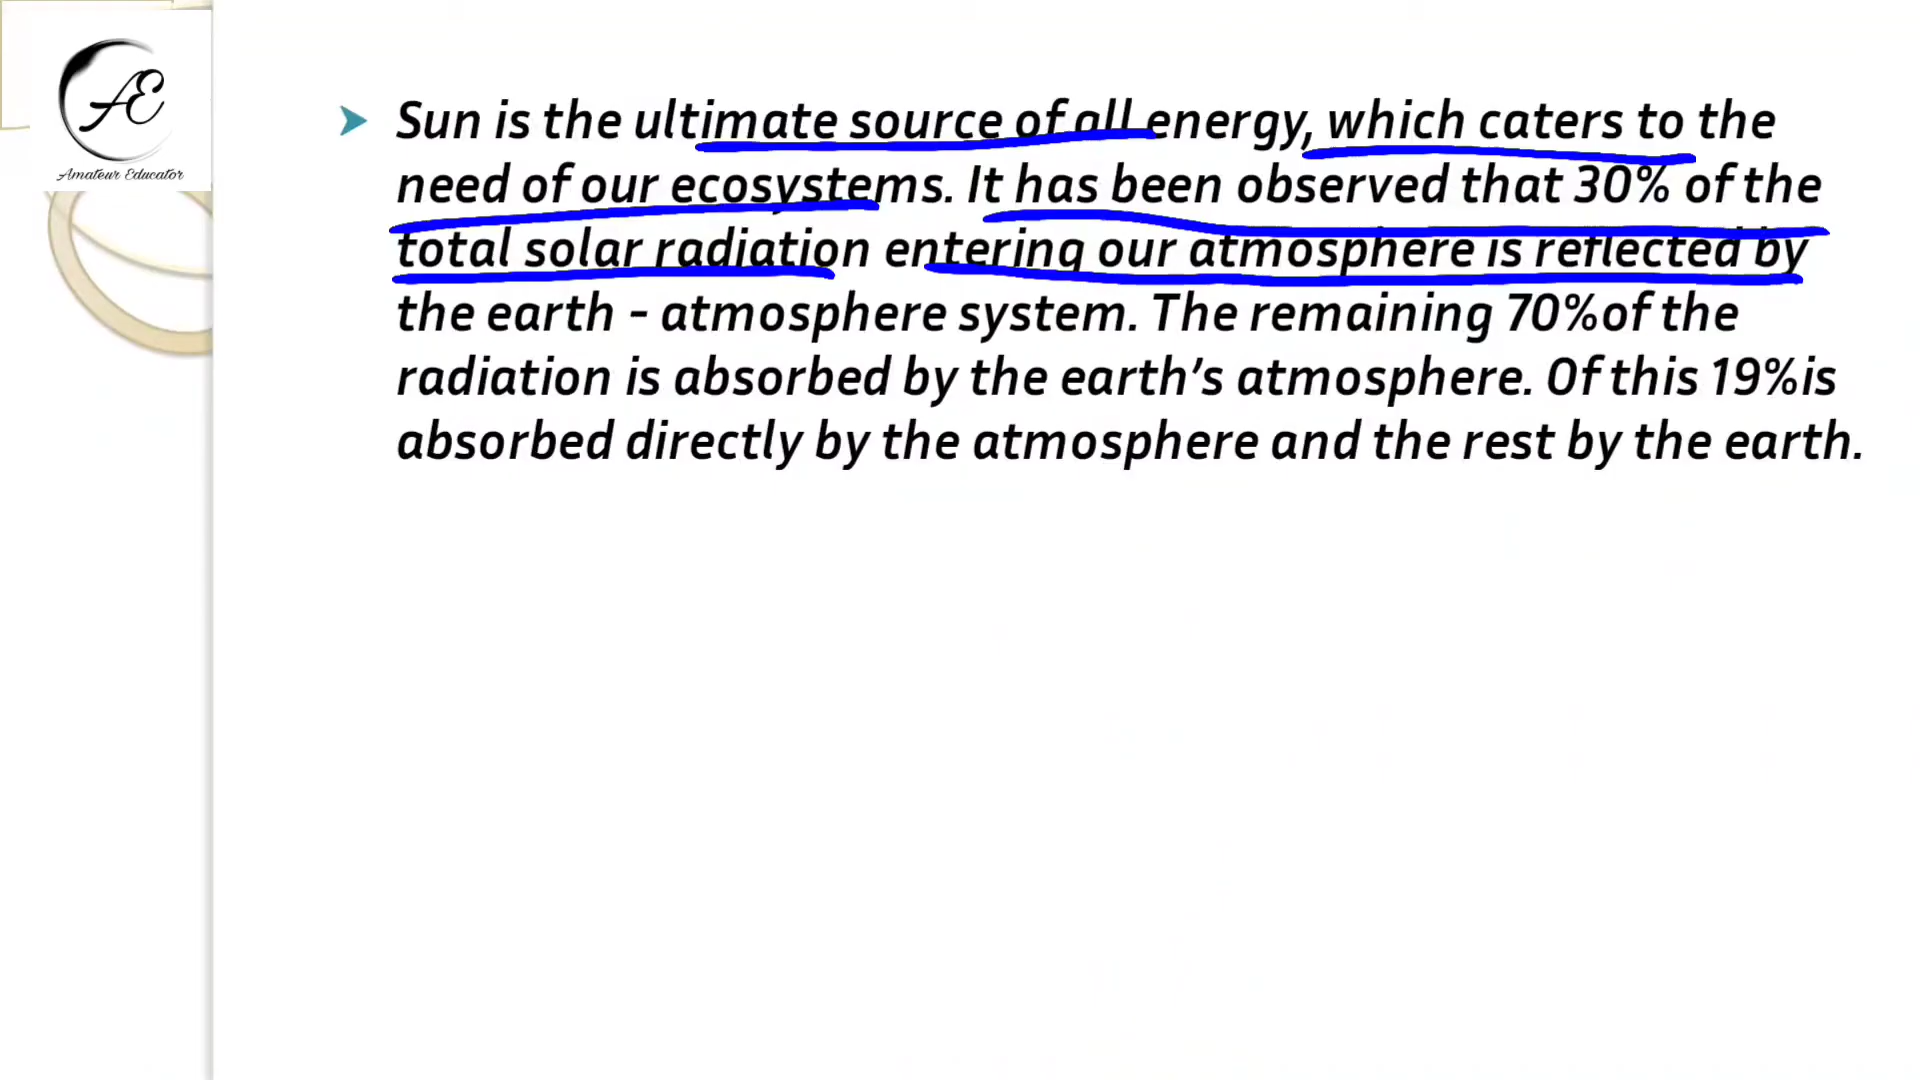 AE
Amateur Educator
Sun is the ultimate source of all energy, which caters to the
need of our ecosystems. It has been observed that 30% of the
total solar radiation entering our atmosphere is reflected by
the earth - atmosphere system. The remaining 70%of the
radiation is absorbed by the earth's atmosphere. Of this 19%is
absorbed directly by the atmosphere and the rest by the earth.